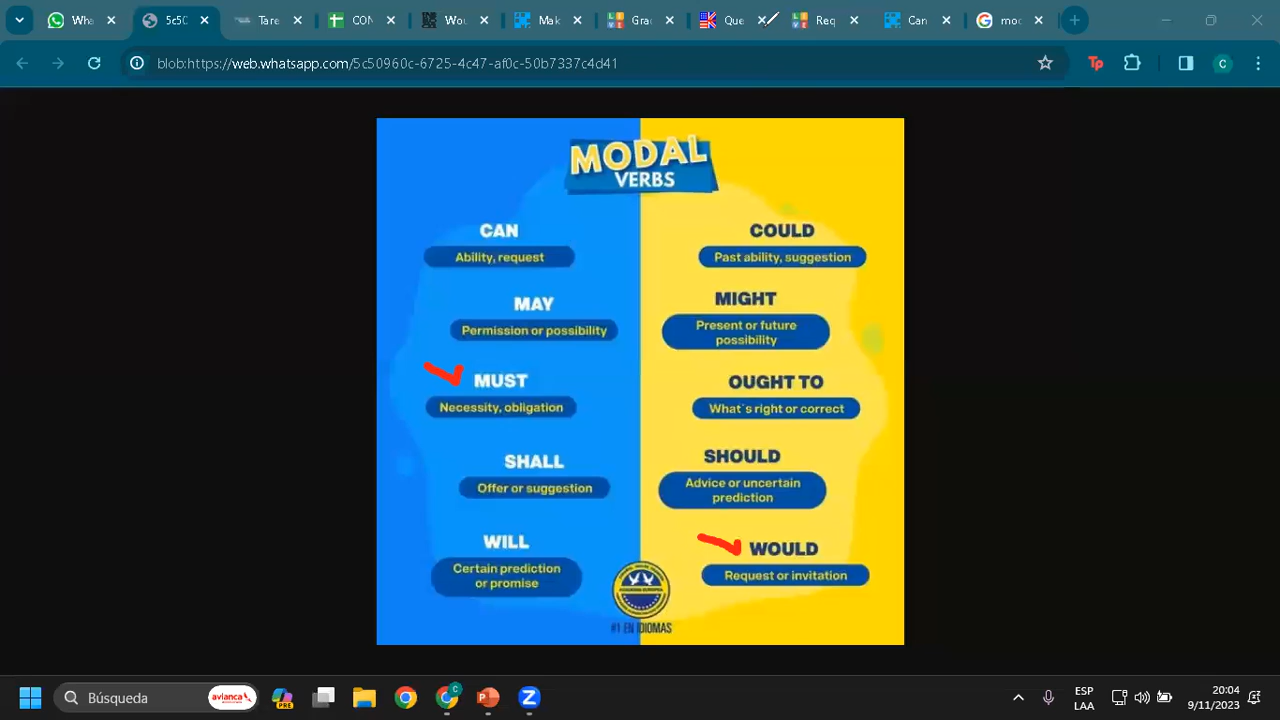 Wha
5c5(
Tare
CON
Wou
Mak
Grac
Que
Req
Can
moc
blob:https://web.whatsapp.com/5c50960c-6725-4c47-af0c-50b7337c4d41
Tp
C
MODAL
VERBS
CAN
Ability, request
MAY
Permission or possibility
MUST
Necessity, obligation
SHALL
Offer or suggestion
WILL
Certain prediction
or promise
COULD
Past ability, suggestion
MIGHT
Present or future
possibility
OUGHT TO
What´s right or correct
SHOULD
Advice or uncertain
prediction
WOULD
Request or invitation
#1 EN IDIOMAS
Búsqueda
avianca
PRE
ESP
LAA
20:04
9/11/2023